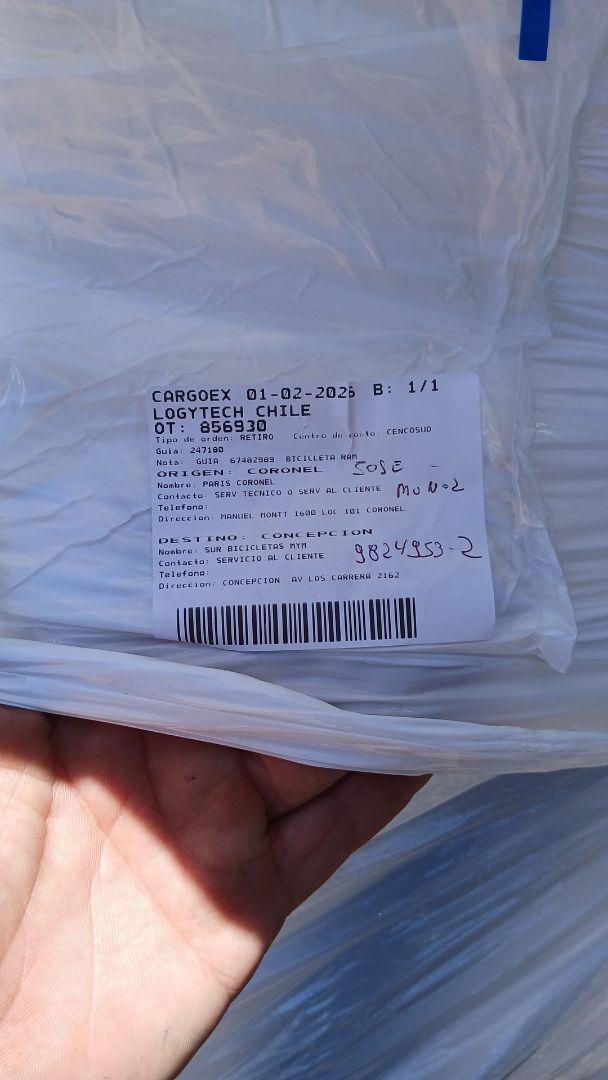 CARGOEX 01-02-2026 B: 1/1
LOGYTECH CHILE
OT: 856930
Tipo de orden: RETIRO Centro de costo: CENCOSUD
Guia: 247180
Nota: GUIA 67402989 BICICLETA RAM
ORIGEN: CORONEL JOSE
Nombre: PARIS CORONEL
Contacto: SERV TECNICO O SERV AL CLIENTE MUÑOZ
Telefono:
Direccion: MANUEL MONTT 1600 LOC 101 CORONEL
DESTINO: CONCEPCION
Nombre: SUR BICICLETAS MYM
Contacto: SERVICIO AL CLIENTE 9824953-2
Telefono:
Direccion: CONCEPCION AV LOS CARRERA 2162